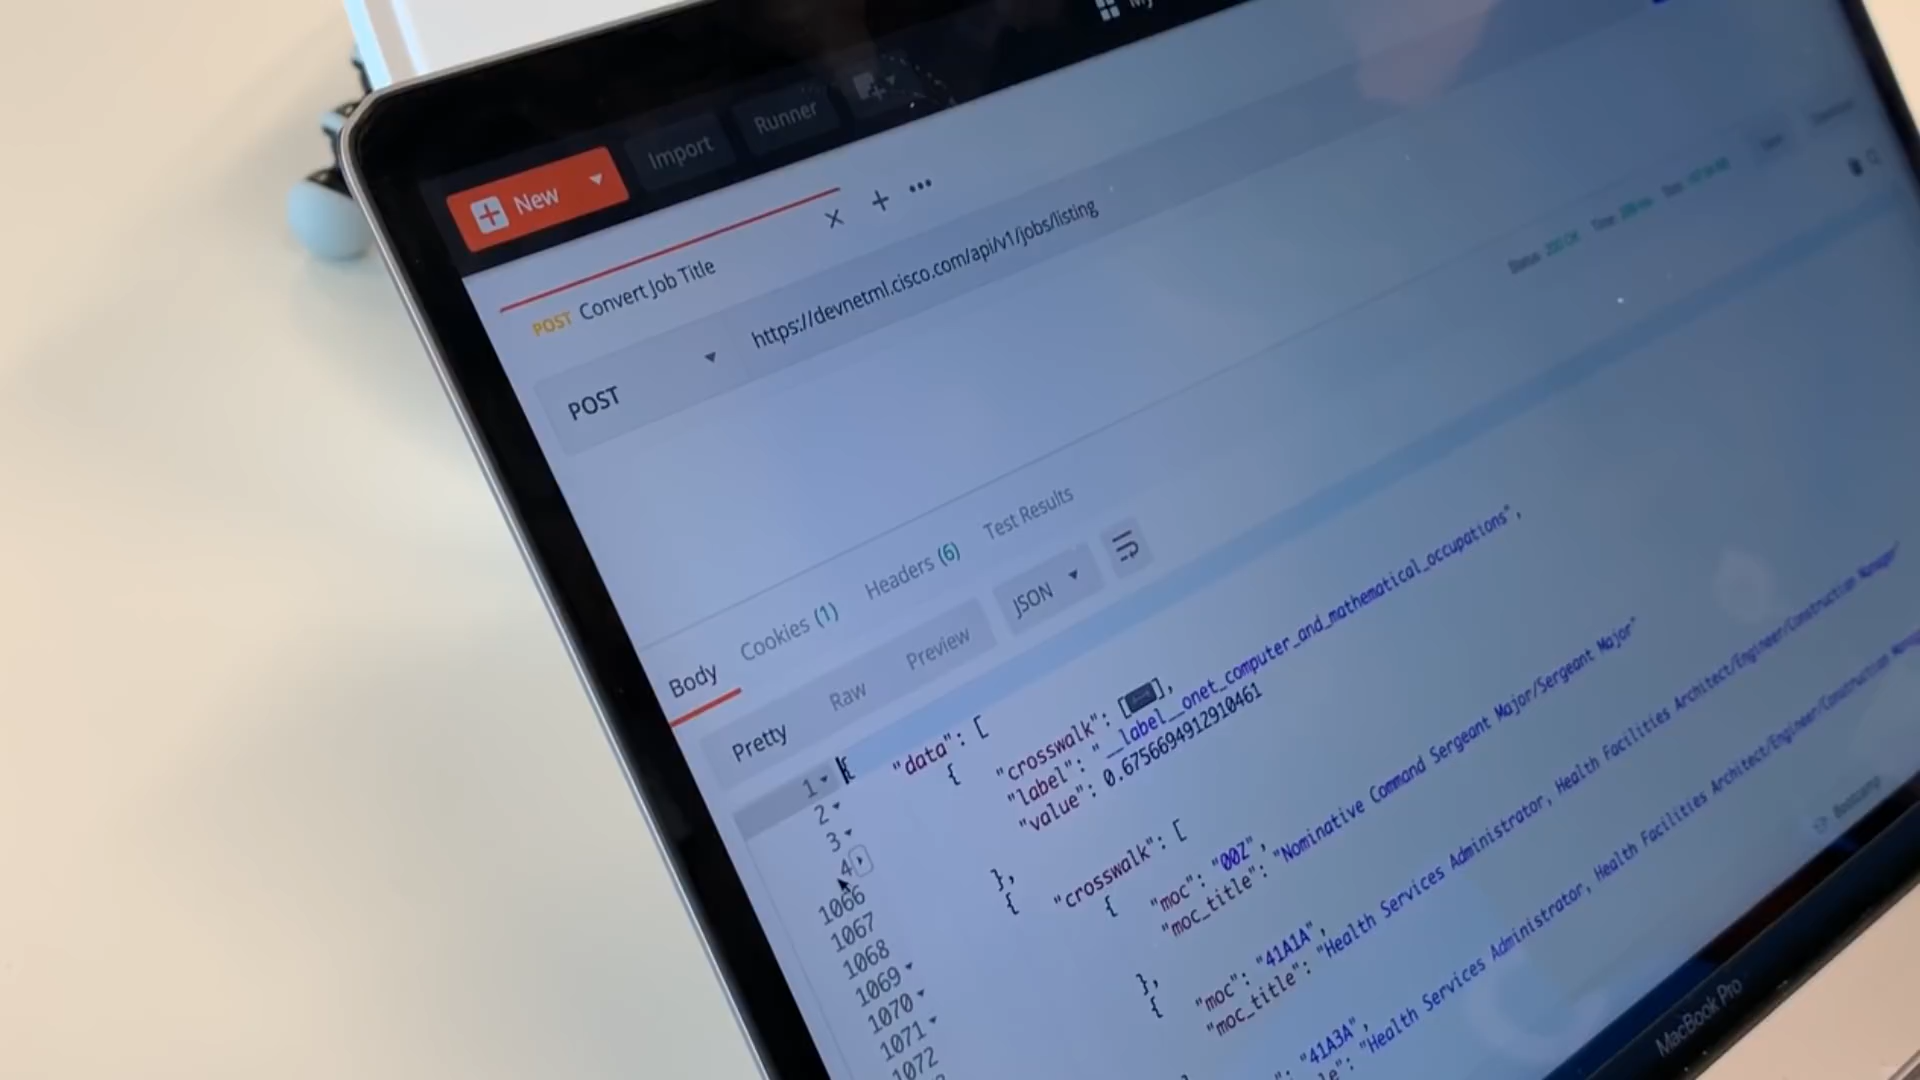 New
Import
Runner
POST Convert Job Title
POST
https://devnetml.cisco.com/api/v1/jobs/listing
Status: 200 OK
Body
Cookies (1)
Headers (6)
Test Results
Pretty
Raw
Preview
JSON
1 {
2 "data": [
3 {
4 "crosswalk": [
],
1066 "label": "__label__onet_computer_and_mathematical_occupations",
1067 "value": 0.6756694912910461
1068 },
1069 {
1070 "crosswalk": [
1071 {
1072 "moc": "00Z",
"moc_title": "Nominative Command Sergeant Major/Sergeant Major"
},
{
"moc": "41A1A",
"moc_title": "Health Services Administrator, Health Facilities Architect/Engineer/Construction Manager"
},
{
"41A3A",
"Health Services Administrator, Health Facilities Architect/Engineer/Construction
Bootcamp
MacBook Pro